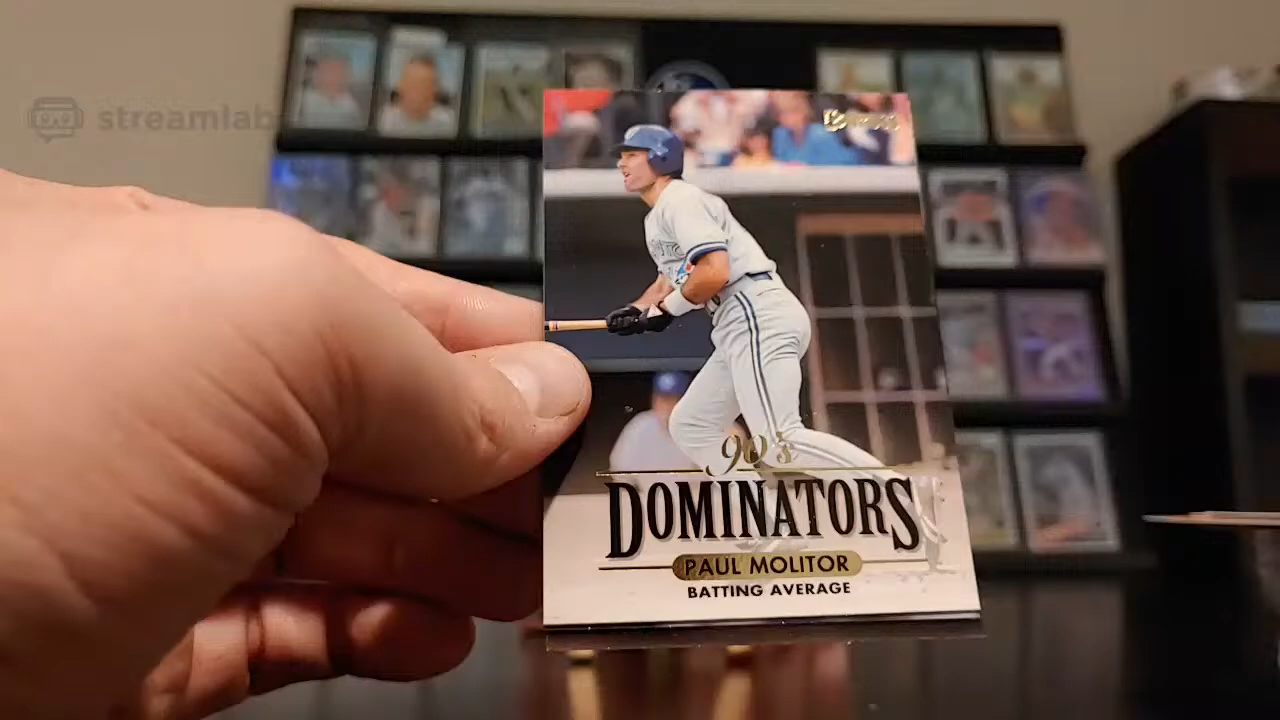 streamlab
90's
DOMINATORS
PAUL MOLITOR
BATTING AVERAGE